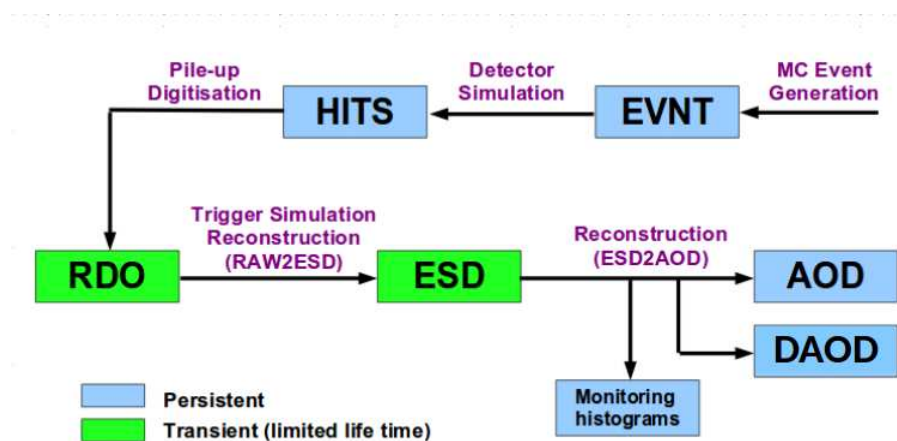 Pile-up
Digitisation
HITS
Detector
Simulation
EVNT
MC Event
Generation
RDO
Trigger Simulation
Reconstruction
(RAW2ESD)
ESD
Reconstruction
(ESD2AOD)
AOD
DAOD
Monitoring
histograms
Persistent
Transient (limited life time)